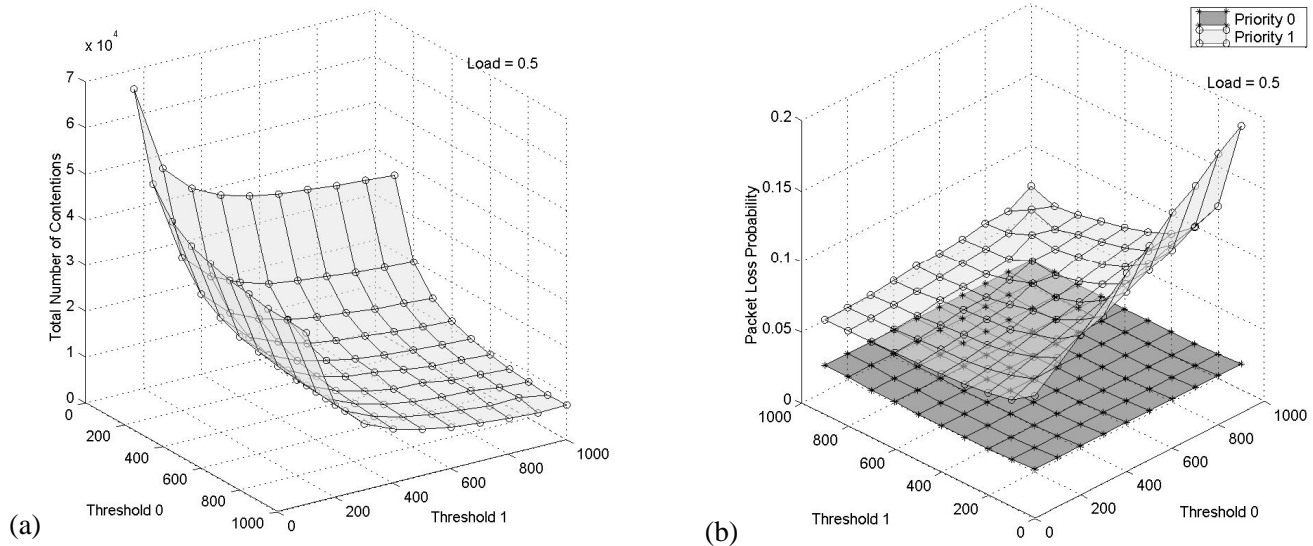 x 10⁴
Load = 0.5
7
6
5
4
3
2
1
0
Total Number of Contentions
0
200
400
600
800
1000
Threshold 0
0
200
400
600
800
1000
Threshold 1
(a)
Priority 0
Priority 1
Load = 0.5
0.2
0.15
0.1
0.05
0
Packet Loss Probability
1000
800
600
400
200
0
Threshold 1
0
200
400
600
800
1000
Threshold 0
(b)